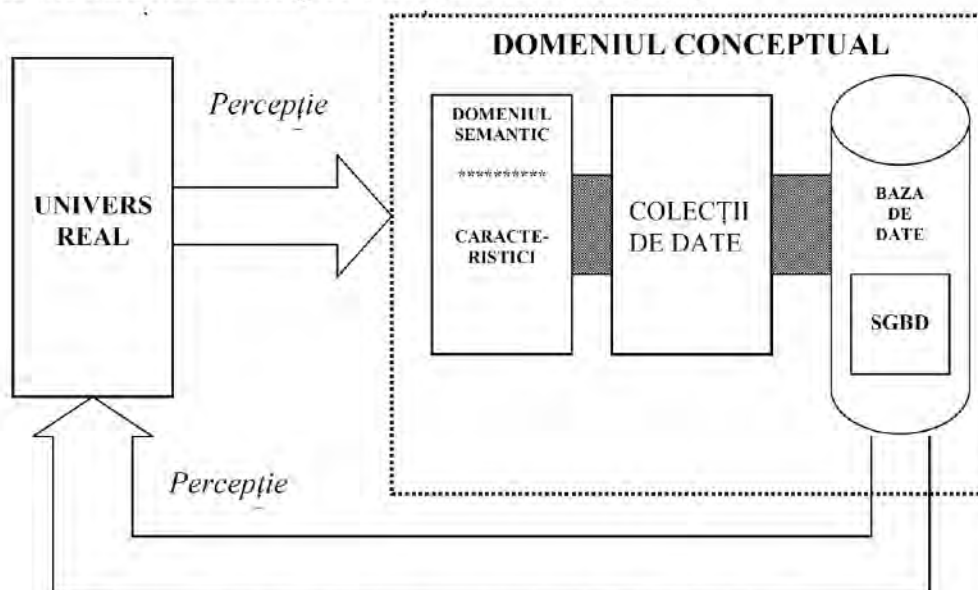 DOMENIUL CONCEPTUAL
Percepție
UNIVERS
REAL
DOMENIUL
SEMANTIC
**********
CARACTE-
RISTICI
COLECȚII
DE DATE
BAZA
DE
DATE
SGBD
Percepție